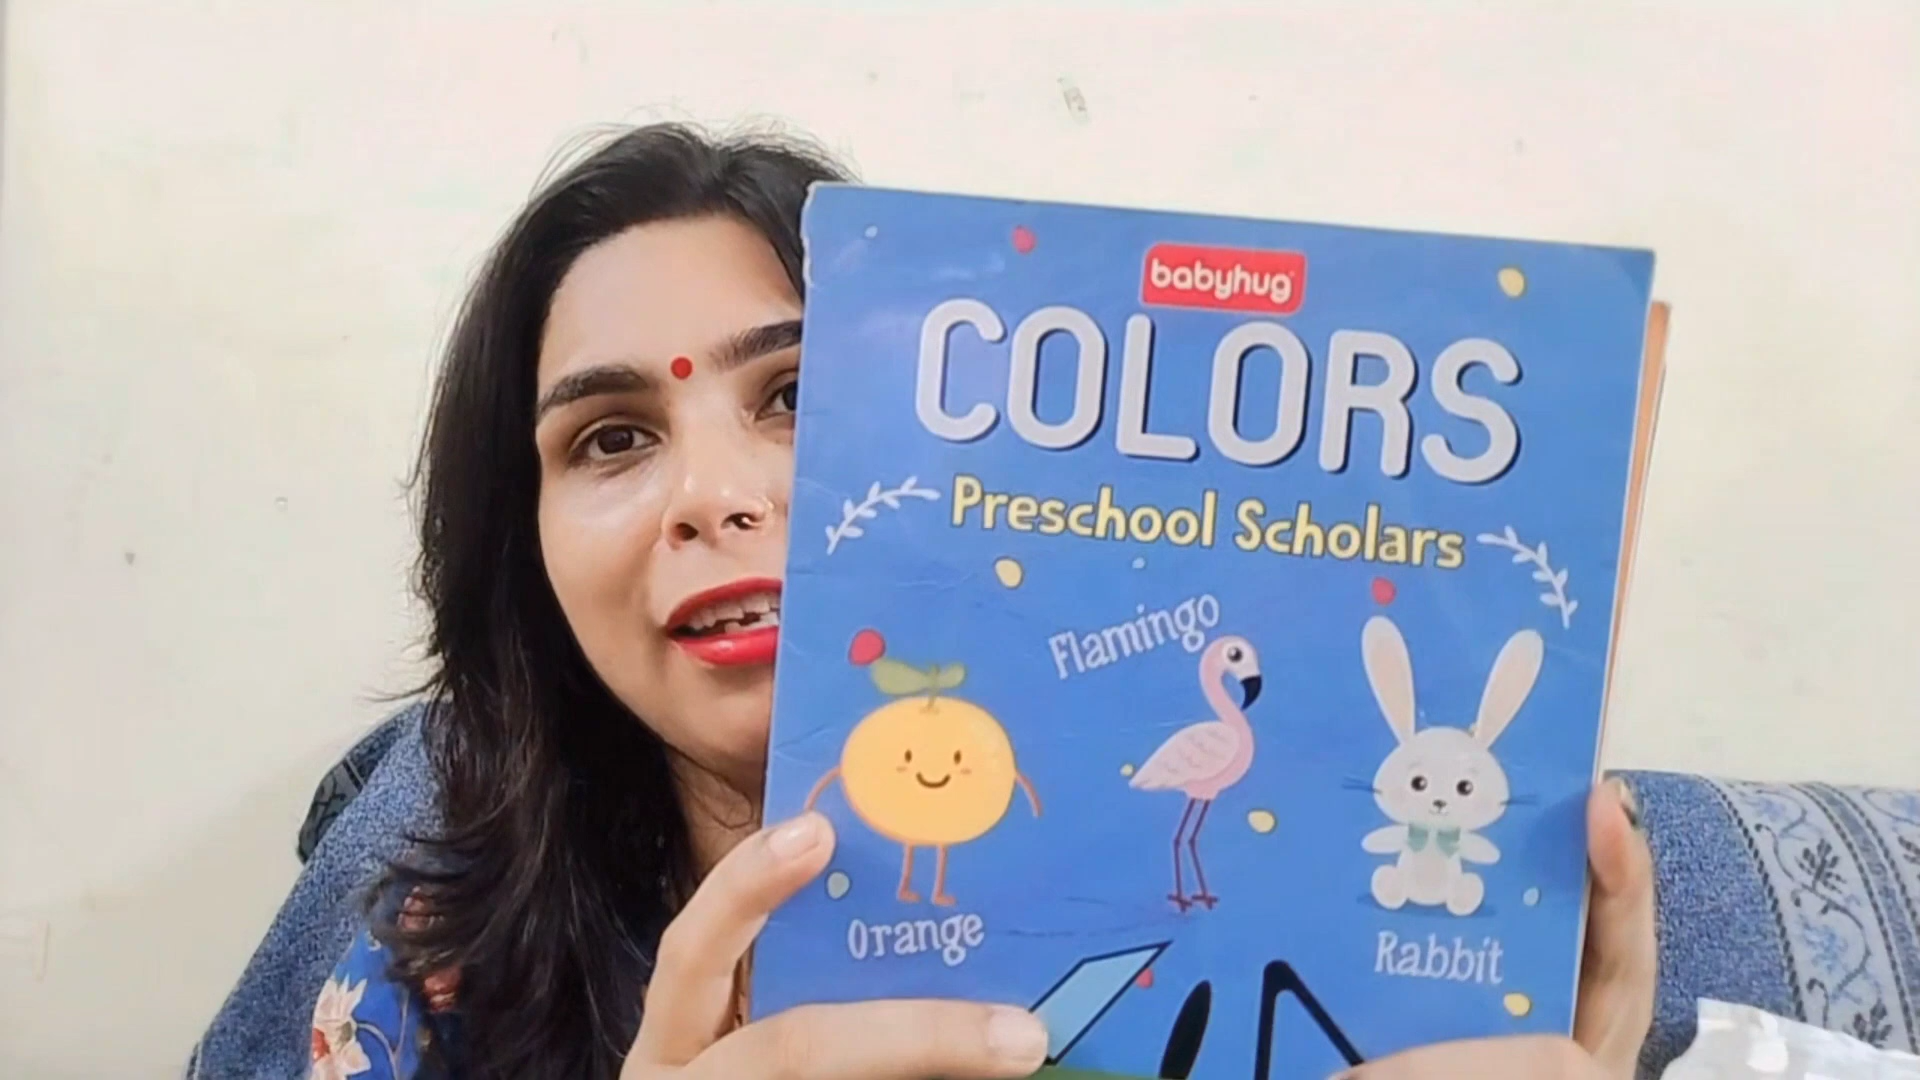 babyhug
COLORS
Preschool Scholars
Flamingo
Orange
Rabbit